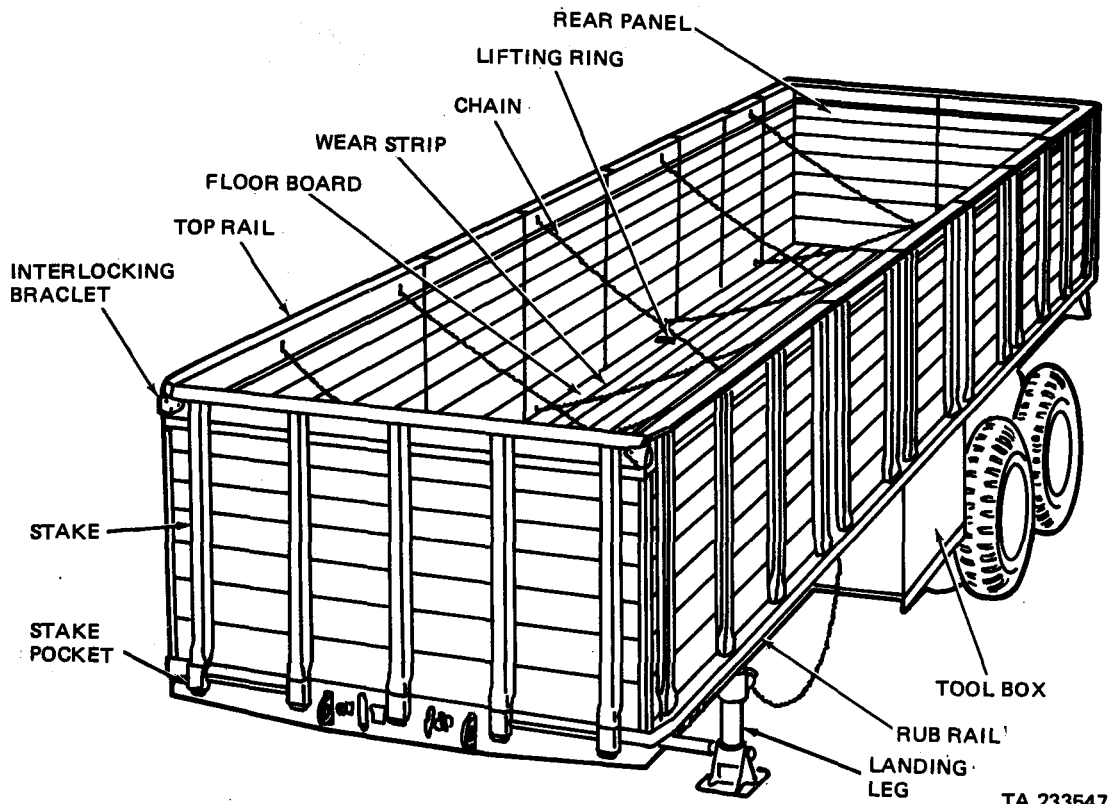 REAR PANEL
LIFTING RING
CHAIN
WEAR STRIP
FLOOR BOARD
TOP RAIL
INTERLOCKING
BRACLET
STAKE
STAKE
POCKET
TOOL BOX
RUB RAIL
LANDING
LEG
TA 233547